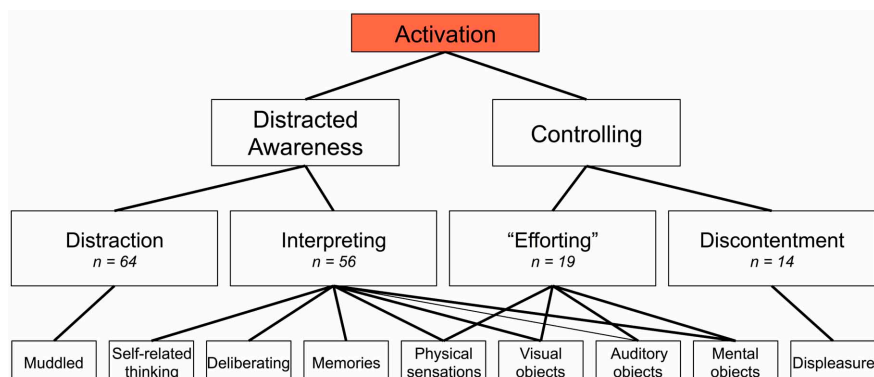 Activation
Distracted
Awareness
Controlling
Distraction
n = 64
Interpreting
n = 56
“Efforting”
n = 19
Discontentment
n = 14
Muddled
Self-related
thinking
Deliberating
Memories
Physical
sensations
Visual
objects
Auditory
objects
Mental
objects
Displeasure